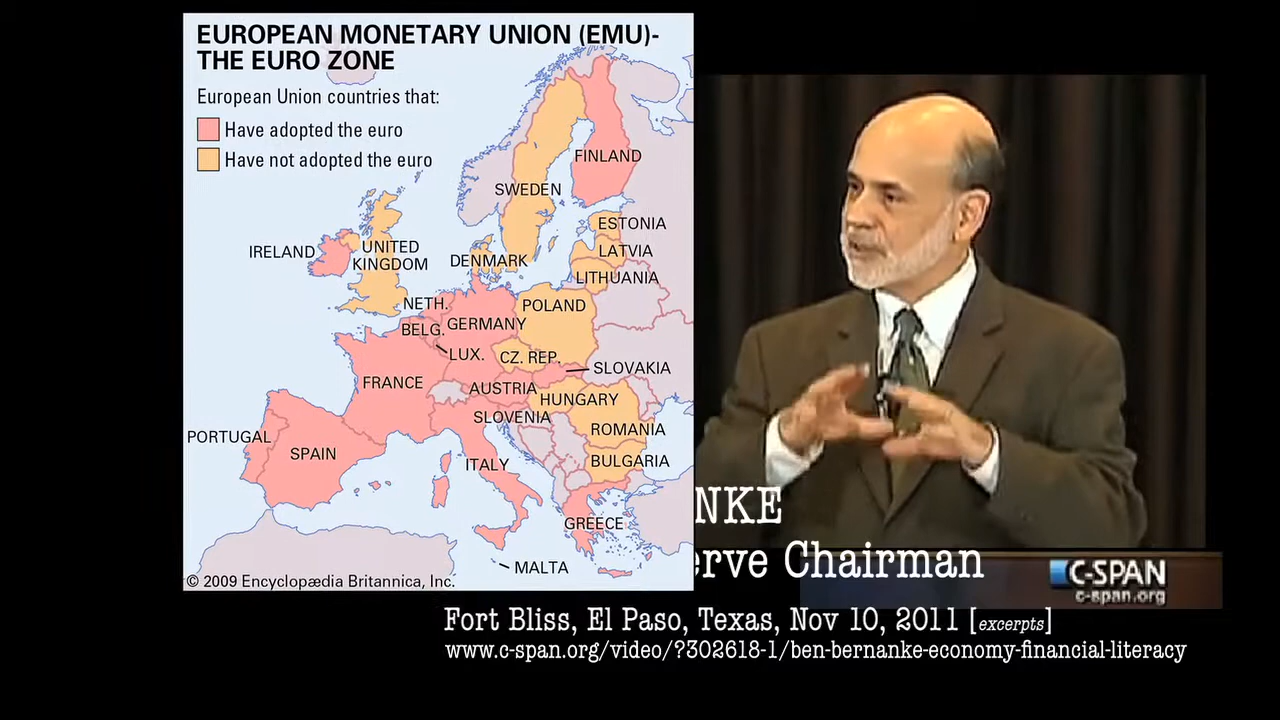 EUROPEAN MONETARY UNION (EMU)-
THE EURO ZONE
European Union countries that:
Have adopted the euro
Have not adopted the euro
FINLAND
SWEDEN
ESTONIA
IRELAND
UNITED
KINGDOM
DENMARK
LATVIA
LITHUANIA
NETH.
POLAND
BELG.
GERMANY
LUX.
CZ. REP.
SLOVAKIA
FRANCE
AUSTRIA
HUNGARY
SLOVENIA
ROMANIA
PORTUGAL
SPAIN
ITALY
BULGARIA
GREECE
MALTA
© 2009 Encyclopædia Britannica, Inc.
NKE
erve Chairman
C-SPAN
c-span.org
Fort Bliss, El Paso, Texas, Nov 10, 2011 [excerpts]
www.c-span.org/video/?302618-1/ben-bernanke-economy-financial-literacy